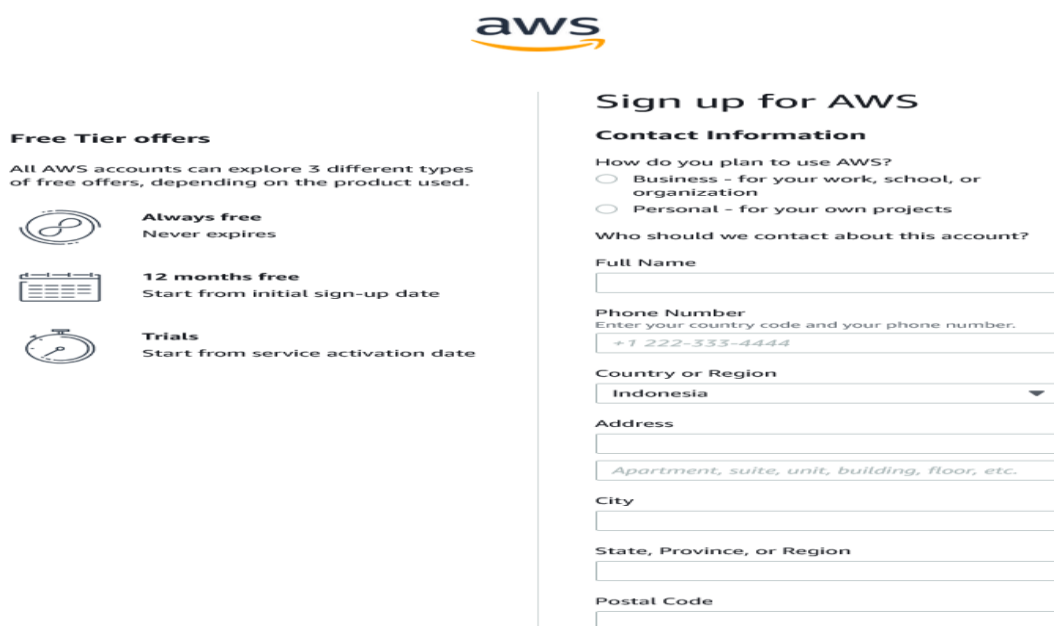 aws
Free Tier offers
All AWS accounts can explore 3 different types
of free offers, depending on the product used.
Always free
Never expires
12 months free
Start from initial sign-up date
Trials
Start from service activation date
Sign up for AWS
Contact Information
How do you plan to use AWS?
Business - for your work, school, or
organization
Personal - for your own projects
Who should we contact about this account?
Full Name
Phone Number
Enter your country code and your phone number.
+1 222-333-4444
Country or Region
Indonesia
Address
Apartment, suite, unit, building, floor, etc.
City
State, Province, or Region
Postal Code